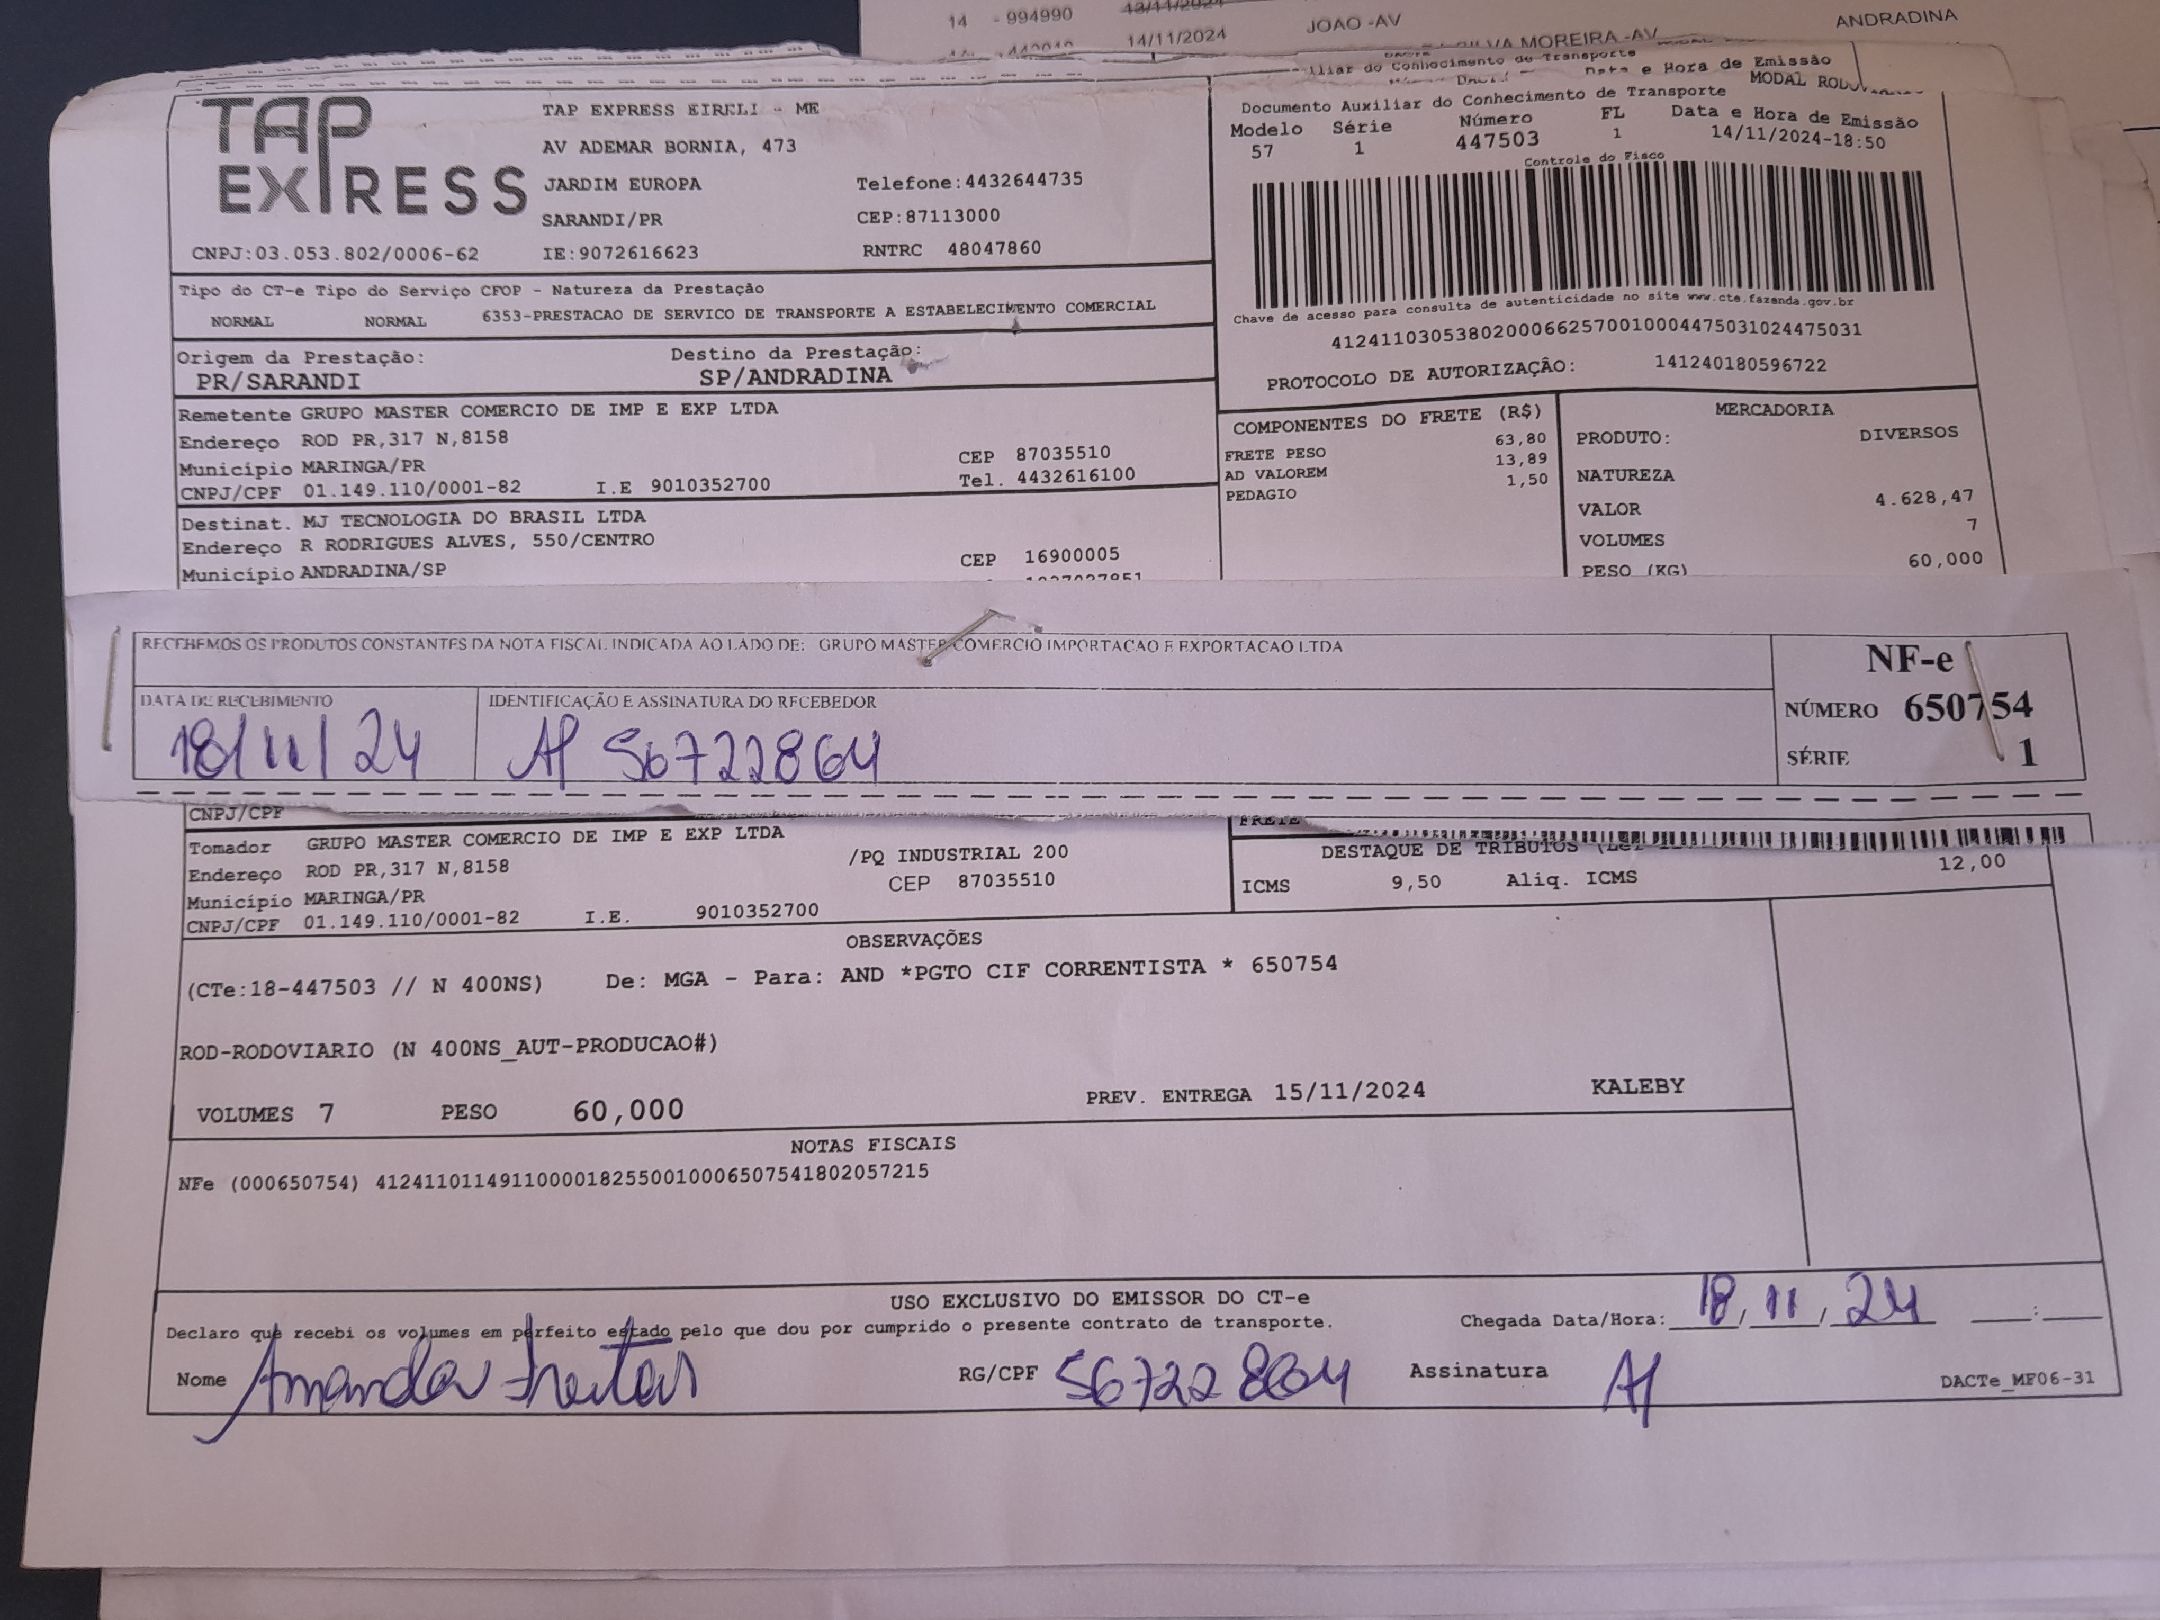 14 - 994990 13/11/2024 JOAO -AV ANDRADINA
14/11/2024 SILVA MOREIRA -AV
Conhecimento de Transporte
Data e Hora de Emissão
MODAL
TAP EXPRESS
TAP EXPRESS EIRELI - ME
AV ADEMAR BORNIA, 473
JARDIM EUROPA Telefone:4432644735
SARANDI/PR CEP:87113000
CNPJ:03.053.802/0006-62 IE:9072616623 RNTRC 48047860
Documento Auxiliar do Conhecimento de Transporte
Modelo Série Número FL Data e Hora de Emissão
57 1 447503 1 14/11/2024-18:50
Controle do Fisco
Chave de acesso para consulta de autenticidade no site www.cte.fazenda.gov.br
41241103053802000662570010004475031024475031
PROTOCOLO DE AUTORIZAÇÃO: 141240180596722
Tipo do CT-e Tipo do Serviço CFOP - Natureza da Prestação
NORMAL NORMAL 6353-PRESTACAO DE SERVICO DE TRANSPORTE A ESTABELECIMENTO COMERCIAL
Origem da Prestação: Destino da Prestação:
PR/SARANDI SP/ANDRADINA
Remetente GRUPO MASTER COMERCIO DE IMP E EXP LTDA
Endereço ROD PR,317 N,8158
Município MARINGA/PR CEP 87035510
CNPJ/CPF 01.149.110/0001-82 I.E 9010352700 Tel. 4432616100
Destinat. MJ TECNOLOGIA DO BRASIL LTDA
Endereço R RODRIGUES ALVES, 550/CENTRO
Município ANDRADINA/SP CEP 16900005
COMPONENTES DO FRETE (R$)
FRETE PESO 63,80
AD VALOREM 13,89
PEDAGIO 1,50
MERCADORIA
PRODUTO: DIVERSOS
NATUREZA
VALOR 4.628,47
VOLUMES 7
PESO (KG) 60,000
RECEBEMOS OS PRODUTOS CONSTANTES DA NOTA FISCAL INDICADA AO LADO DE: GRUPO MASTER COMERCIO IMPORTACAO E EXPORTACAO LTDA
DATA DE RECEBIMENTO IDENTIFICAÇÃO E ASSINATURA DO RECEBEDOR
18/11/24 Af 56722864
NF-e
NÚMERO 650754
SÉRIE 1
CNPJ/CPF
Tomador GRUPO MASTER COMERCIO DE IMP E EXP LTDA
Endereço ROD PR,317 N,8158 /PQ INDUSTRIAL 200
Município MARINGA/PR CEP 87035510
CNPJ/CPF 01.149.110/0001-82 I.E. 9010352700
FRETE
DESTAQUE DE TRIBUTOS
ICMS 9,50 Aliq. ICMS 12,00
OBSERVAÇÕES
(CTe:18-447503 // N 400NS) De: MGA - Para: AND *PGTO CIF CORRENTISTA * 650754
ROD-RODOVIARIO (N 400NS_AUT-PRODUCAO#)
VOLUMES 7 PESO 60,000 PREV. ENTREGA 15/11/2024 KALEBY
NOTAS FISCAIS
NFe (000650754) 41241101149110000182550010006507541802057215
USO EXCLUSIVO DO EMISSOR DO CT-e
Declaro que recebi os volumes em perfeito estado pelo que dou por cumprido o presente contrato de transporte. Chegada Data/Hora: 18/11/24 :
Nome Amanda Freitas RG/CPF 56722864 Assinatura Af DACTe_MF06-31